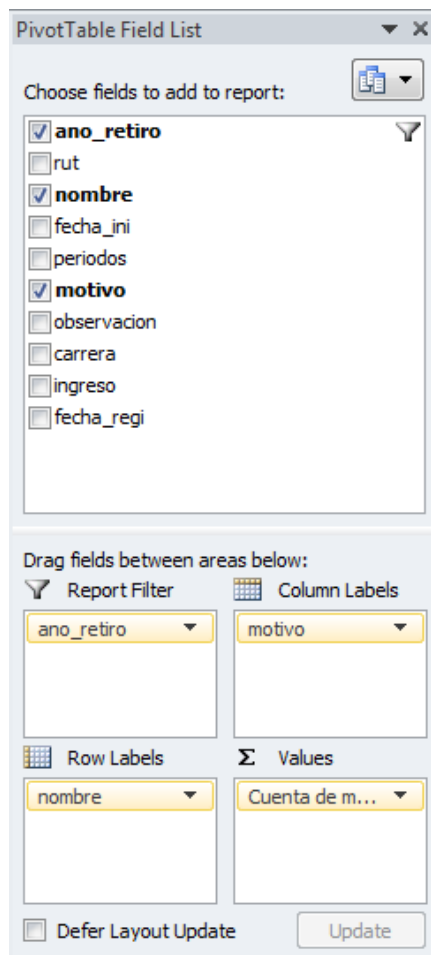 PivotTable Field List
Choose fields to add to report:
ano_retiro
rut
nombre
fecha_ini
periodos
motivo
observacion
carrera
ingreso
fecha_regi
Drag fields between areas below:
Report Filter
Column Labels
ano_retiro
motivo
Row Labels
Σ Values
nombre
Cuenta de m...
Defer Layout Update
Update